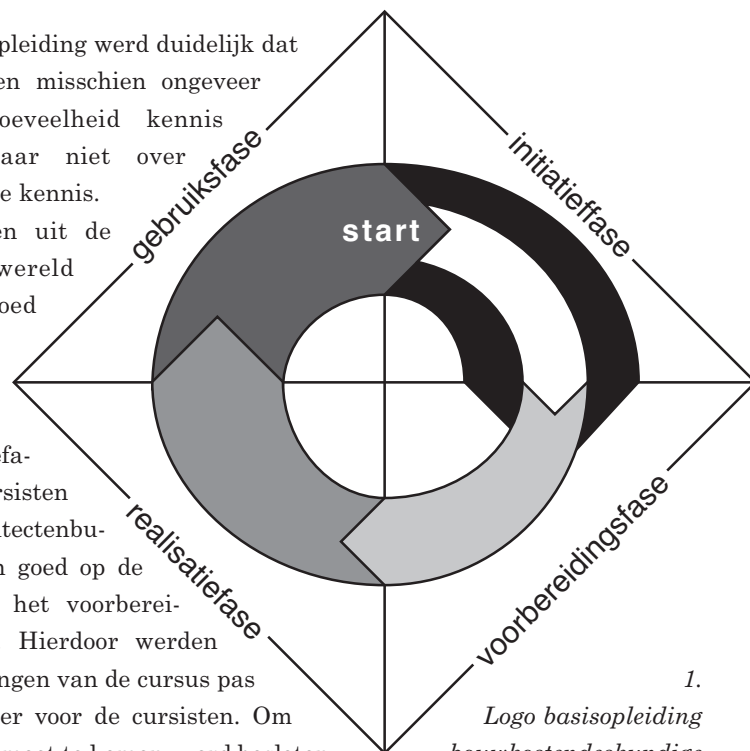 pleiding werd duidelijk dat
en misschien ongeveer
oeveelheid kennis
aar niet over
e kennis.
en uit de
wereld
oed
efa-
rsisten
tectenbu-
n goed op de
het voorberei-
Hierdoor werden
ngen van de cursus pas
er voor de cursisten. Om
gebruiksfase
initiatieffase
start
realisatiefase
voorbereidingsfase
1.
Logo basisopleiding